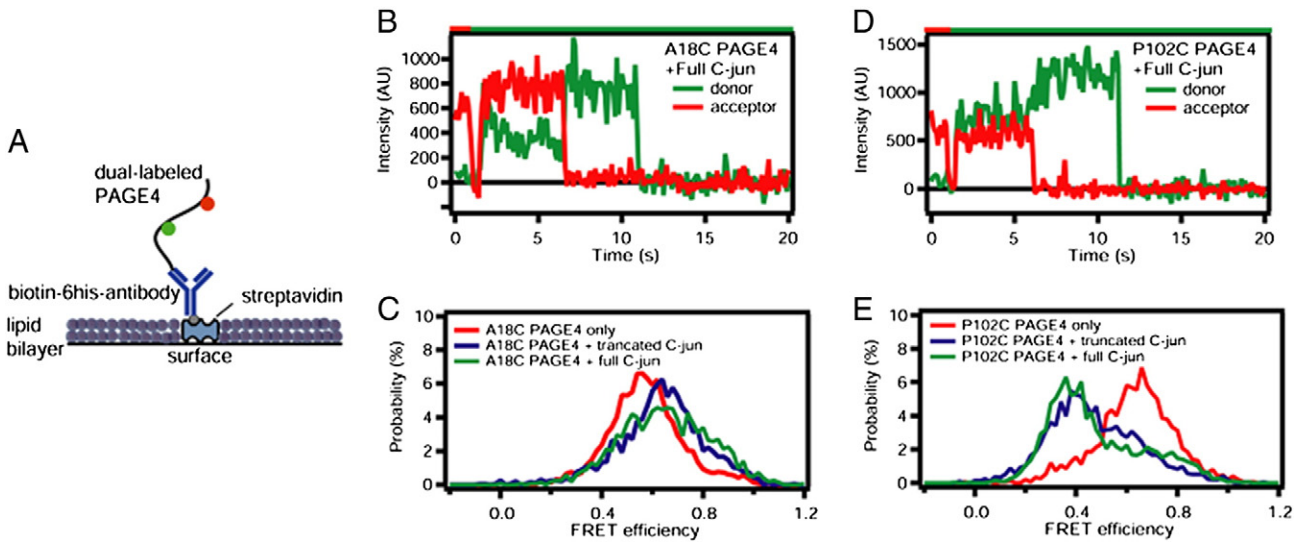 A
dual-labeled
PAGE4
biotin-6his-antibody
streptavidin
lipid
bilayer
surface
B
A18C PAGE4
+Full C-jun
donor
acceptor
Intensity (AU)
1000
800
600
400
200
0
0 5 10 15 20
Time (s)
C
A18C PAGE4 only
A18C PAGE4 + truncated C-jun
A18C PAGE4 + full C-jun
Probability (%)
10
8
6
4
2
0
0.0 0.4 0.8 1.2
FRET efficiency
D
P102C PAGE4
+Full C-jun
donor
acceptor
Intensity (AU)
1500
1000
500
0
0 5 10 15 20
Time (s)
E
P102C PAGE4 only
P102C PAGE4 + truncated C-jun
P102C PAGE4 + full C-jun
Probability (%)
10
8
6
4
2
0
0.0 0.4 0.8 1.2
FRET efficiency